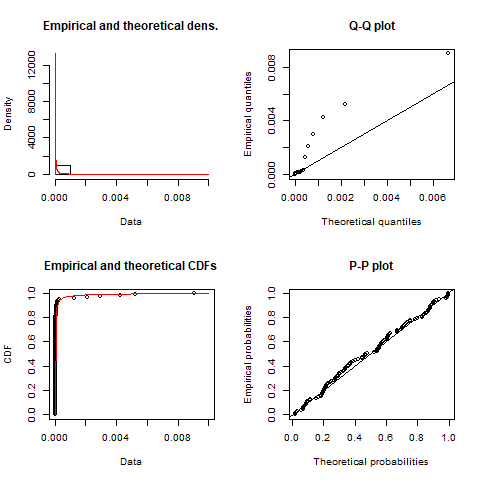 Empirical and theoretical dens.
Density
0 4000 8000 12000
0.000 0.004 0.008
Data
Q-Q plot
Empirical quantiles
0.000 0.004 0.008
0.000 0.002 0.004 0.006
Theoretical quantiles
Empirical and theoretical CDFs
CDF
0.0 0.2 0.4 0.6 0.8 1.0
0.000 0.004 0.008
Data
P-P plot
Empirical probabilities
0.0 0.2 0.4 0.6 0.8 1.0
0.0 0.2 0.4 0.6 0.8 1.0
Theoretical probabilities